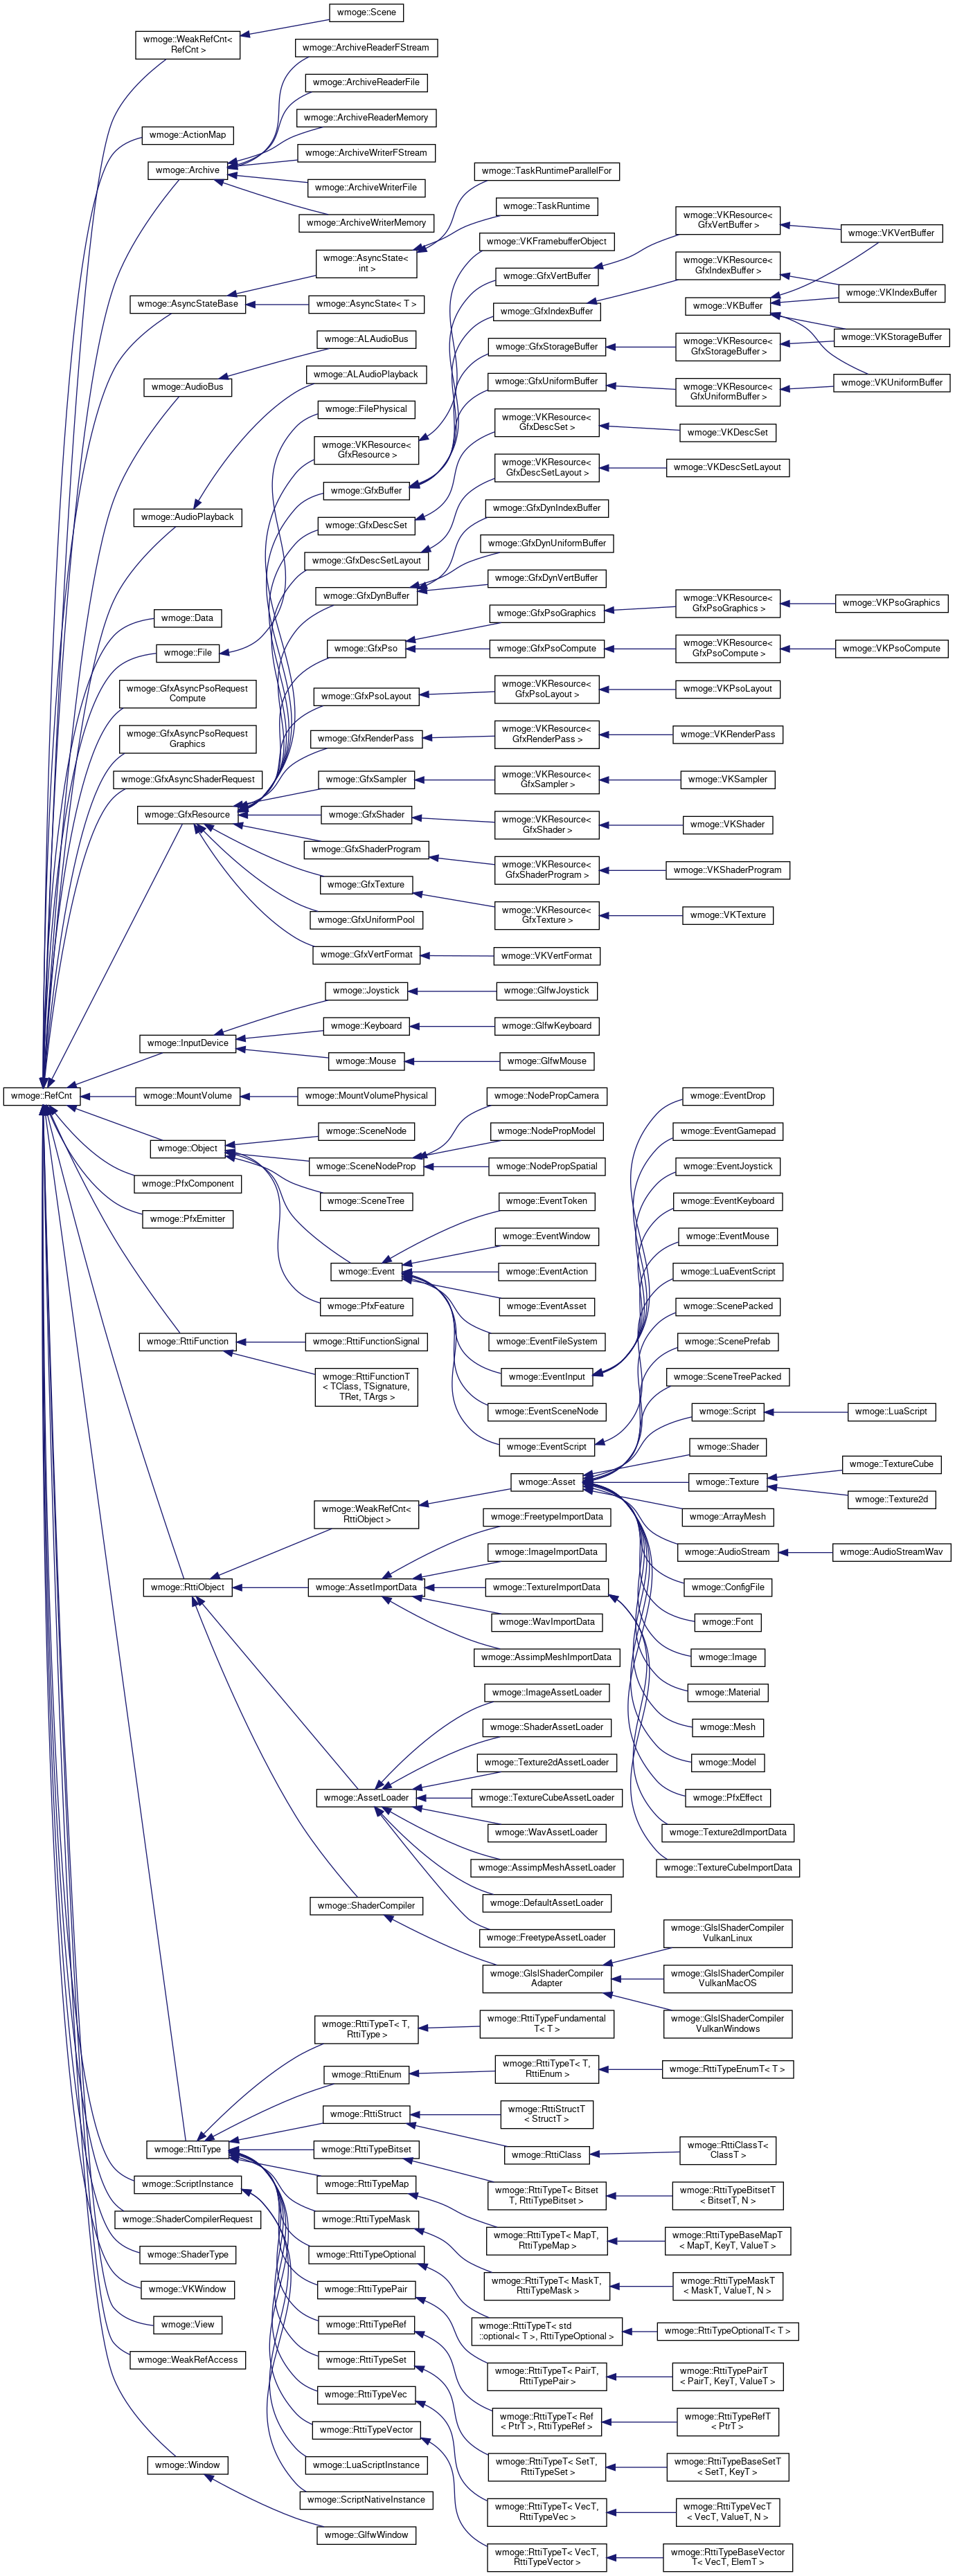 wmoge::Scene
wmoge::WeakRefCnt<
RefCnt >
wmoge::ArchiveReaderFStream
wmoge::ArchiveReaderFile
wmoge::ArchiveReaderMemory
wmoge::ActionMap
wmoge::ArchiveWriterFStream
wmoge::Archive
wmoge::TaskRuntimeParallelFor
wmoge::ArchiveWriterFile
wmoge::TaskRuntime
wmoge::ArchiveWriterMemory
wmoge::VKResource<
GfxVertBuffer >
wmoge::VKVertBuffer
wmoge::VKFramebufferObject
wmoge::AsyncState<
int >
wmoge::VKResource<
GfxIndexBuffer >
wmoge::GfxVertBuffer
wmoge::VKIndexBuffer
wmoge::AsyncStateBase
wmoge::AsyncState< T >
wmoge::VKBuffer
wmoge::GfxIndexBuffer
wmoge::ALAudioBus
wmoge::VKStorageBuffer
wmoge::GfxStorageBuffer
wmoge::VKResource<
GfxStorageBuffer >
wmoge::ALAudioPlayback
wmoge::AudioBus
wmoge::GfxUniformBuffer
wmoge::VKResource<
GfxUniformBuffer >
wmoge::VKUniformBuffer
wmoge::FilePhysical
wmoge::VKResource<
GfxDescSet >
wmoge::VKDescSet
wmoge::VKResource<
GfxResource >
wmoge::VKResource<
GfxDescSetLayout >
wmoge::VKDescSetLayout
wmoge::GfxBuffer
wmoge::GfxDynIndexBuffer
wmoge::AudioPlayback
wmoge::GfxDescSet
wmoge::GfxDynUniformBuffer
wmoge::GfxDescSetLayout
wmoge::GfxDynVertBuffer
wmoge::GfxDynBuffer
wmoge::VKResource<
GfxPsoGraphics >
wmoge::VKPsoGraphics
wmoge::Data
wmoge::GfxPsoGraphics
wmoge::File
wmoge::GfxPso
wmoge::GfxPsoCompute
wmoge::VKResource<
GfxPsoCompute >
wmoge::VKPsoCompute
wmoge::GfxAsyncPsoRequest
Compute
wmoge::GfxPsoLayout
wmoge::VKResource<
GfxPsoLayout >
wmoge::VKPsoLayout
wmoge::GfxAsyncPsoRequest
Graphics
wmoge::GfxRenderPass
wmoge::VKResource<
GfxRenderPass >
wmoge::VKRenderPass
wmoge::GfxAsyncShaderRequest
wmoge::GfxSampler
wmoge::VKResource<
GfxSampler >
wmoge::VKSampler
wmoge::GfxResource
wmoge::GfxShader
wmoge::VKResource<
GfxShader >
wmoge::VKShader
wmoge::GfxShaderProgram
wmoge::VKResource<
GfxShaderProgram >
wmoge::VKShaderProgram
wmoge::GfxTexture
wmoge::VKResource<
GfxTexture >
wmoge::VKTexture
wmoge::GfxUniformPool
wmoge::GfxVertFormat
wmoge::VKVertFormat
wmoge::Joystick
wmoge::GlfwJoystick
wmoge::Keyboard
wmoge::GlfwKeyboard
wmoge::InputDevice
wmoge::Mouse
wmoge::GlfwMouse
wmoge::RefCnt
wmoge::MountVolume
wmoge::MountVolumePhysical
wmoge::NodePropCamera
wmoge::EventDrop
wmoge::SceneNode
wmoge::NodePropModel
wmoge::EventGamepad
wmoge::Object
wmoge::SceneNodeProp
wmoge::NodePropSpatial
wmoge::EventJoystick
wmoge::PfxComponent
wmoge::SceneTree
wmoge::EventToken
wmoge::EventKeyboard
wmoge::PfxEmitter
wmoge::EventWindow
wmoge::EventMouse
wmoge::Event
wmoge::EventAction
wmoge::LuaEventScript
wmoge::PfxFeature
wmoge::EventAsset
wmoge::ScenePacked
wmoge::RttiFunction
wmoge::RttiFunctionSignal
wmoge::EventFileSystem
wmoge::ScenePrefab
wmoge::RttiFunctionT
< TClass, TSignature,
TRet, TArgs >
wmoge::EventInput
wmoge::SceneTreePacked
wmoge::EventSceneNode
wmoge::Script
wmoge::LuaScript
wmoge::EventScript
wmoge::Shader
wmoge::TextureCube
wmoge::Asset
wmoge::Texture
wmoge::Texture2d
wmoge::WeakRefCnt<
RttiObject >
wmoge::FreetypeImportData
wmoge::ArrayMesh
wmoge::ImageImportData
wmoge::AudioStream
wmoge::AudioStreamWav
wmoge::RttiObject
wmoge::AssetImportData
wmoge::TextureImportData
wmoge::ConfigFile
wmoge::WavImportData
wmoge::Font
wmoge::AssimpMeshImportData
wmoge::Image
wmoge::ImageAssetLoader
wmoge::Material
wmoge::ShaderAssetLoader
wmoge::Mesh
wmoge::Texture2dAssetLoader
wmoge::Model
wmoge::AssetLoader
wmoge::TextureCubeAssetLoader
wmoge::PfxEffect
wmoge::WavAssetLoader
wmoge::Texture2dImportData
wmoge::AssimpMeshAssetLoader
wmoge::TextureCubeImportData
wmoge::ShaderCompiler
wmoge::DefaultAssetLoader
wmoge::FreetypeAssetLoader
wmoge::GlslShaderCompiler
VulkanLinux
wmoge::GlslShaderCompiler
Adapter
wmoge::GlslShaderCompiler
VulkanMacOS
wmoge::GlslShaderCompiler
VulkanWindows
wmoge::RttiTypeT< T,
RttiType >
wmoge::RttiTypeFundamental
T< T >
wmoge::RttiEnum
wmoge::RttiTypeT< T,
RttiEnum >
wmoge::RttiTypeEnumT< T >
wmoge::RttiStruct
wmoge::RttiStructT
< StructT >
wmoge::RttiType
wmoge::RttiTypeBitset
wmoge::RttiClass
wmoge::RttiClassT<
ClassT >
wmoge::ScriptInstance
wmoge::RttiTypeMap
wmoge::RttiTypeT< Bitset
T, RttiTypeBitset >
wmoge::RttiTypeBitsetT
< BitsetT, N >
wmoge::ShaderCompilerRequest
wmoge::RttiTypeMask
wmoge::RttiTypeT< MapT,
RttiTypeMap >
wmoge::RttiTypeBaseMapT
< MapT, KeyT, ValueT >
wmoge::ShaderType
wmoge::RttiTypeOptional
wmoge::VKWindow
wmoge::RttiTypePair
wmoge::RttiTypeT< MaskT,
RttiTypeMask >
wmoge::RttiTypeMaskT
< MaskT, ValueT, N >
wmoge::View
wmoge::RttiTypeRef
wmoge::RttiTypeT< std
::optional< T >, RttiTypeOptional >
wmoge::RttiTypeOptionalT< T >
wmoge::WeakRefAccess
wmoge::RttiTypeSet
wmoge::RttiTypeT< PairT,
RttiTypePair >
wmoge::RttiTypePairT
< PairT, KeyT, ValueT >
wmoge::RttiTypeVec
wmoge::RttiTypeT< Ref
< PtrT >, RttiTypeRef >
wmoge::RttiTypeRefT
< PtrT >
wmoge::RttiTypeVector
wmoge::Window
wmoge::LuaScriptInstance
wmoge::RttiTypeT< SetT,
RttiTypeSet >
wmoge::RttiTypeBaseSetT
< SetT, KeyT >
wmoge::ScriptNativeInstance
wmoge::RttiTypeT< VecT,
RttiTypeVec >
wmoge::RttiTypeVecT
< VecT, ValueT, N >
wmoge::GlfwWindow
wmoge::RttiTypeT< VecT,
RttiTypeVector >
wmoge::RttiTypeBaseVector
T< VecT, ElemT >